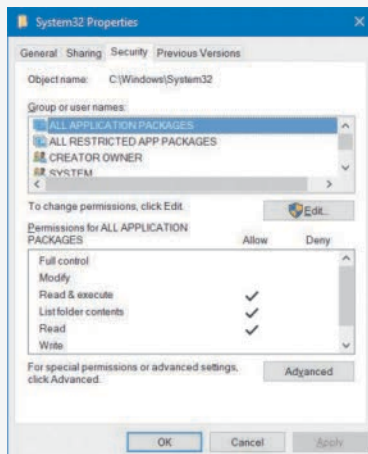 System32 Properties
General Sharing Security Previous Versions
Object name: C:\Windows\System32
Group or user names:
ALL APPLICATION PACKAGES
ALL RESTRICTED APP PACKAGES
CREATOR OWNER
SYSTEM
To change permissions, click Edit.
Edit...
Permissions for ALL APPLICATION
PACKAGES Allow Deny
Full control
Modify
Read & execute
List folder contents
Read
Write
For special permissions or advanced settings,
click Advanced.
Advanced
OK Cancel Apply